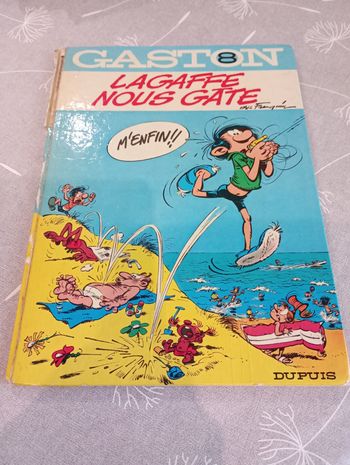 GASTON 8
LAGAFFE
NOUS GÂTE
M'ENFIN!!
DUPUIS